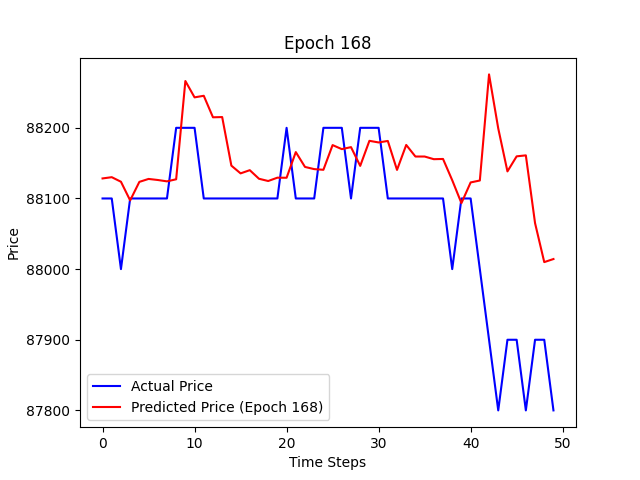 Epoch 168
Price
88200
88100
88000
87900
87800
Actual Price
Predicted Price (Epoch 168)
0 10 20 30 40 50
Time Steps